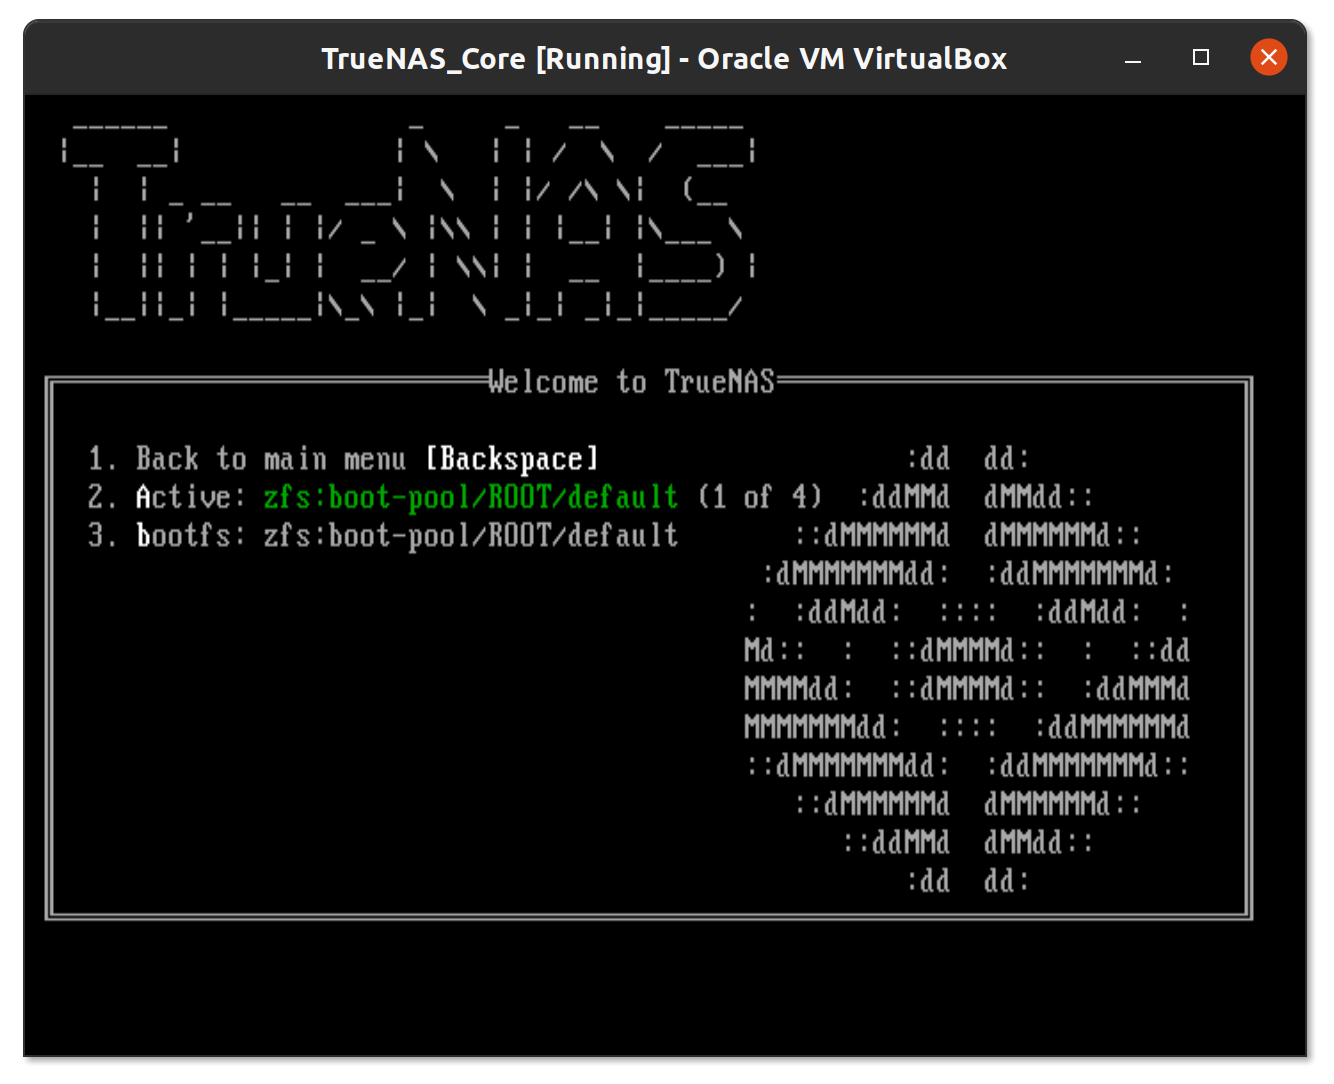 TrueNAS_Core [Running] - Oracle VM VirtualBox
TrueNAS
Welcome to TrueNAS
1. Back to main menu [Backspace]
2. Active: zfs:boot-pool/ROOT/default (1 of 4)
3. bootfs: zfs:boot-pool/ROOT/default
:dd  dd:
:ddMMd  dMMdd::
::dMMMMMMd  dMMMMMMd::
:dMMMMMMMdd:  :ddMMMMMMMd:
:  :ddMdd:  ::::  :ddMdd:  :
Md::  :  ::dMMMMd::  :  ::dd
MMMMdd:  ::dMMMMd::  :ddMMMd
MMMMMMMdd:  ::::  :ddMMMMMMd
::dMMMMMMMdd:  :ddMMMMMMMd::
::dMMMMMMd  dMMMMMMd::
::ddMMd  dMMdd::
:dd  dd: